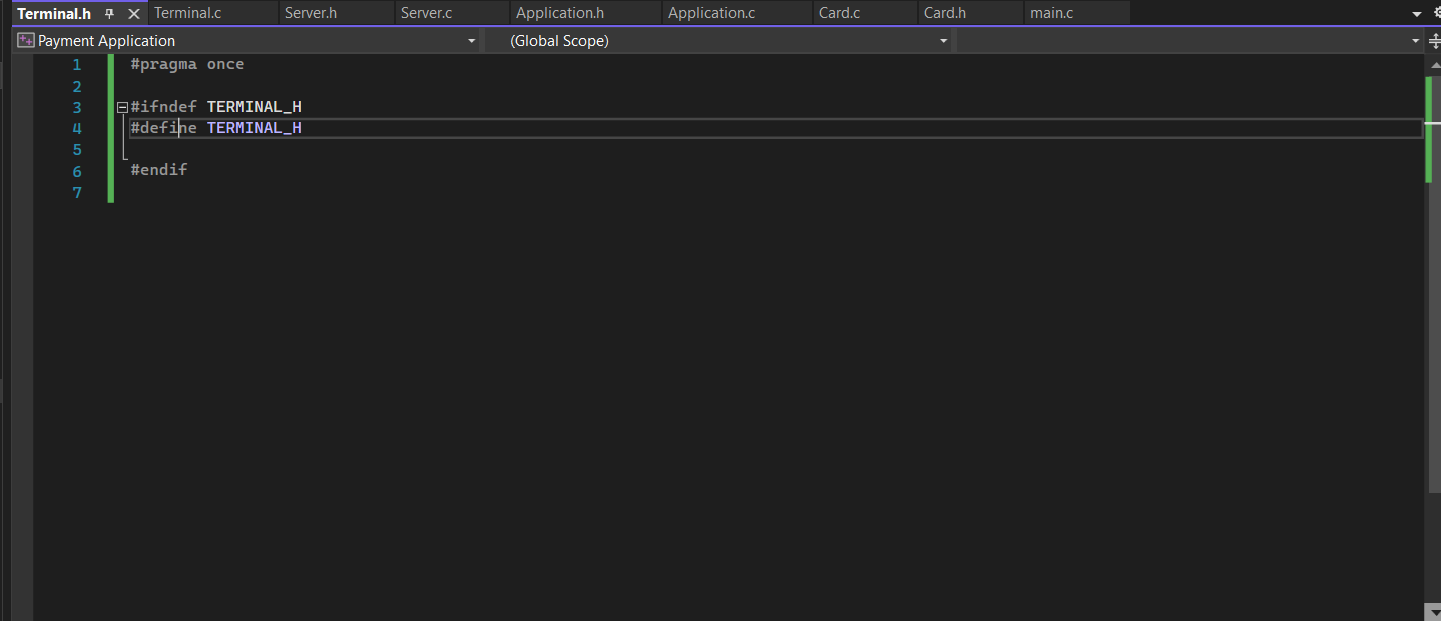 Terminal.h Terminal.c Server.h Server.c Application.h Application.c Card.c Card.h main.c
Payment Application (Global Scope)
1 #pragma once
2
3 #ifndef TERMINAL_H
4 #define TERMINAL_H
5
6 #endif
7